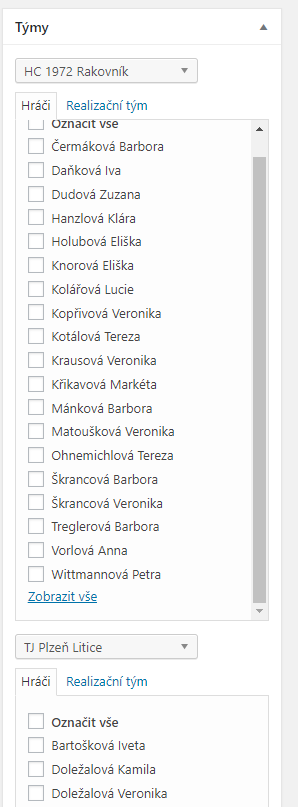 Týmy
HC 1972 Rakovník
Hráči Realizační tým
Označit vše
Čermáková Barbora
Daňková Iva
Dudová Zuzana
Hanzlová Klára
Holubová Eliška
Knorová Eliška
Kolářová Lucie
Kopřivová Veronika
Kotálová Tereza
Krausová Veronika
Křikavová Markéta
Mánková Barbora
Matoušková Veronika
Ohnemichlová Tereza
Škrancová Barbora
Škrancová Veronika
Treglerová Barbora
Vorlová Anna
Wittmannová Petra
Zobrazit vše
TJ Plzeň Litice
Hráči Realizační tým
Označit vše
Bartošková Iveta
Doležalová Kamila
Doležalová Veronika